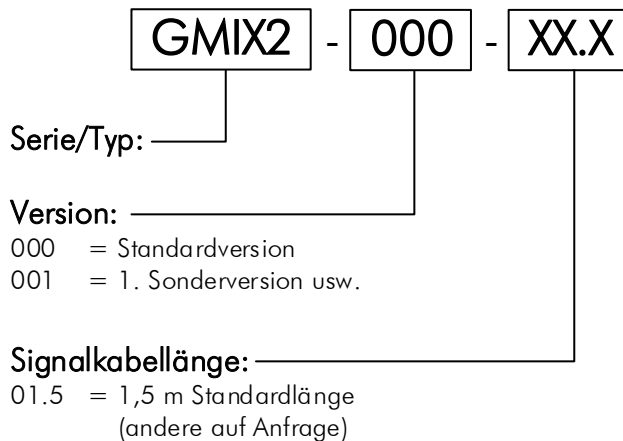 GMIX2 - 000 - XX.X
Serie/Typ:
Version:
000 = Standardversion
001 = 1. Sonderversion usw.
Signalkabellänge:
01.5 = 1,5 m Standardlänge
(andere auf Anfrage)